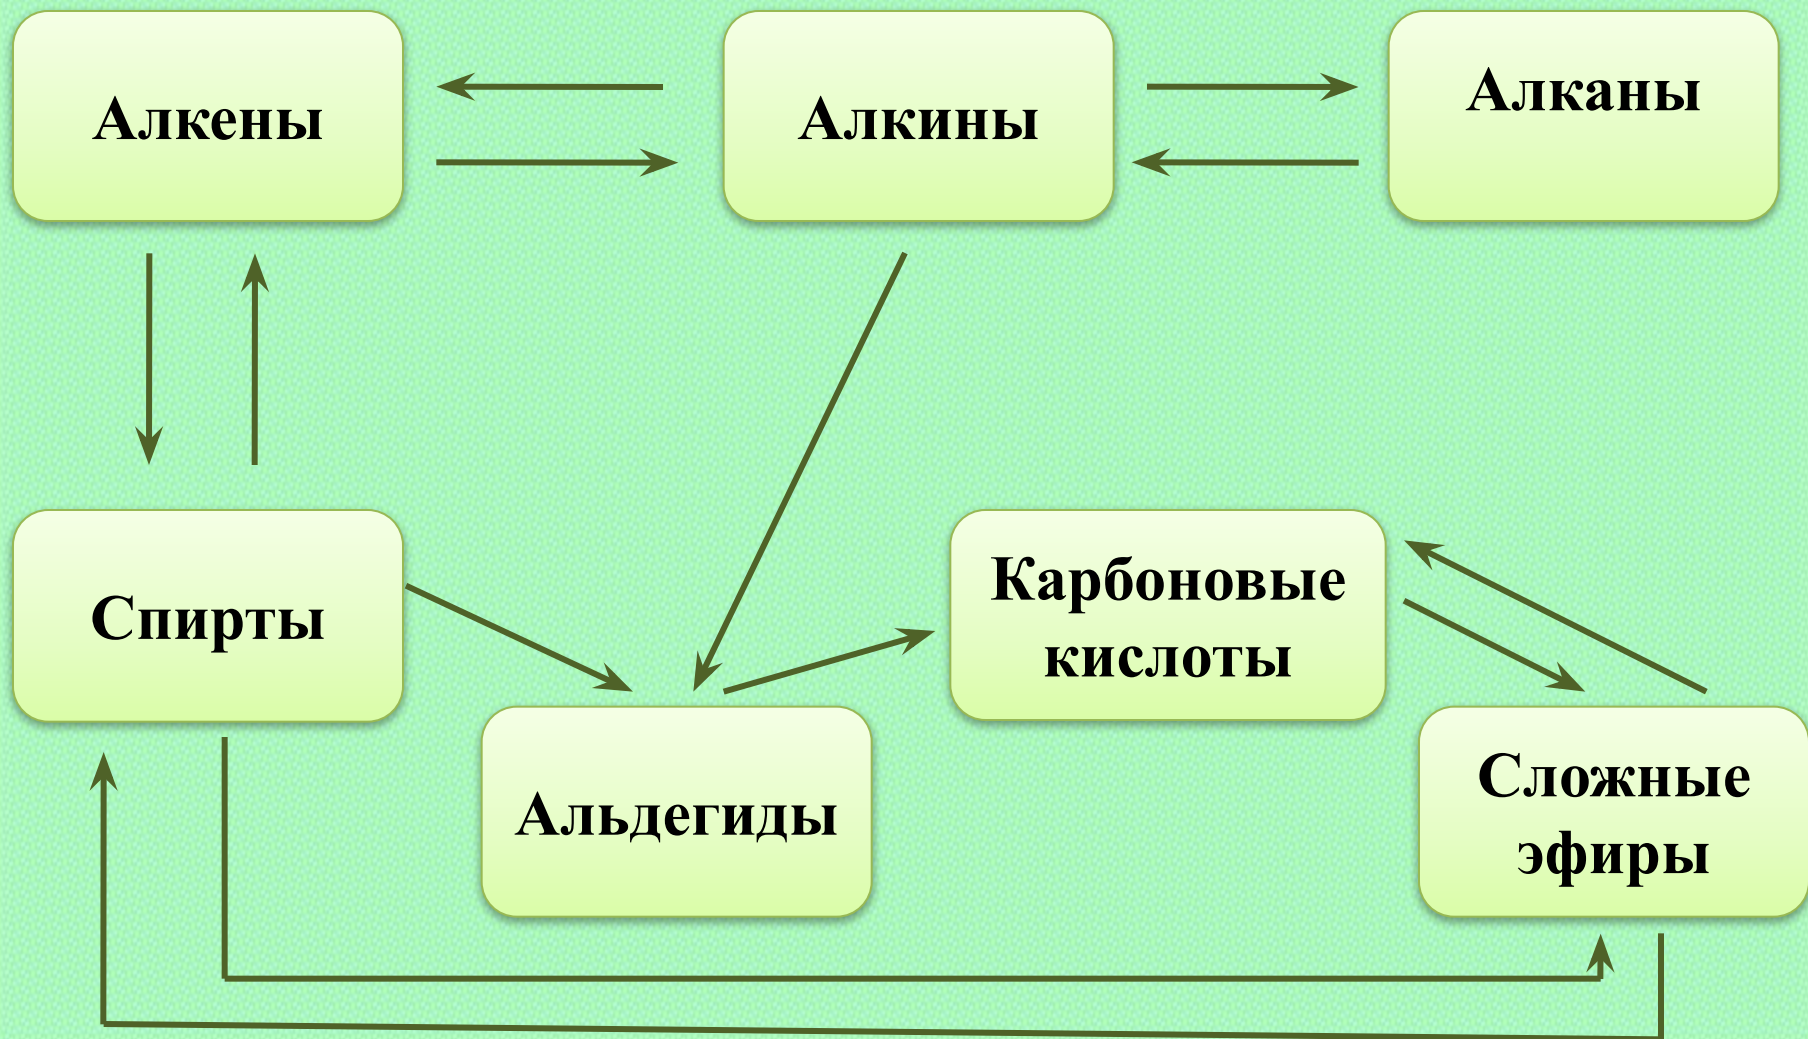 Алкены
Алкины
Алканы
Спирты
Карбоновые
кислоты
Альдегиды
Сложные
эфиры